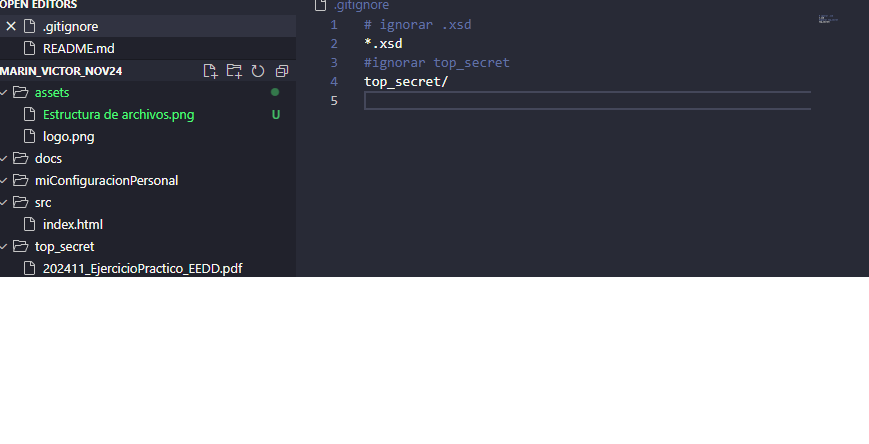 OPEN EDITORS
.gitignore
README.md
MARIN_VICTOR_NOV24
assets
Estructura de archivos.png U
logo.png
docs
miConfiguracionPersonal
src
index.html
top_secret
202411_EjercicioPractico_EEDD.pdf
.gitignore
1 # ignorar .xsd
2 *.xsd
3 #ignorar top_secret
4 top_secret/
5